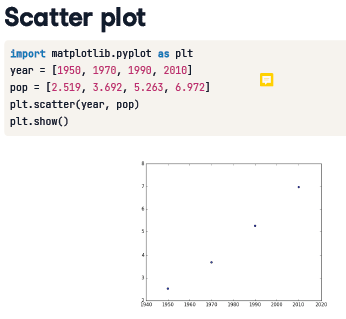 Scatter plot
import matplotlib.pyplot as plt
year = [1950, 1970, 1990, 2010]
pop = [2.519, 3.692, 5.263, 6.972]
plt.scatter(year, pop)
plt.show()
8
7
6
5
4
3
2
1940 1950 1960 1970 1980 1990 2000 2010 2020